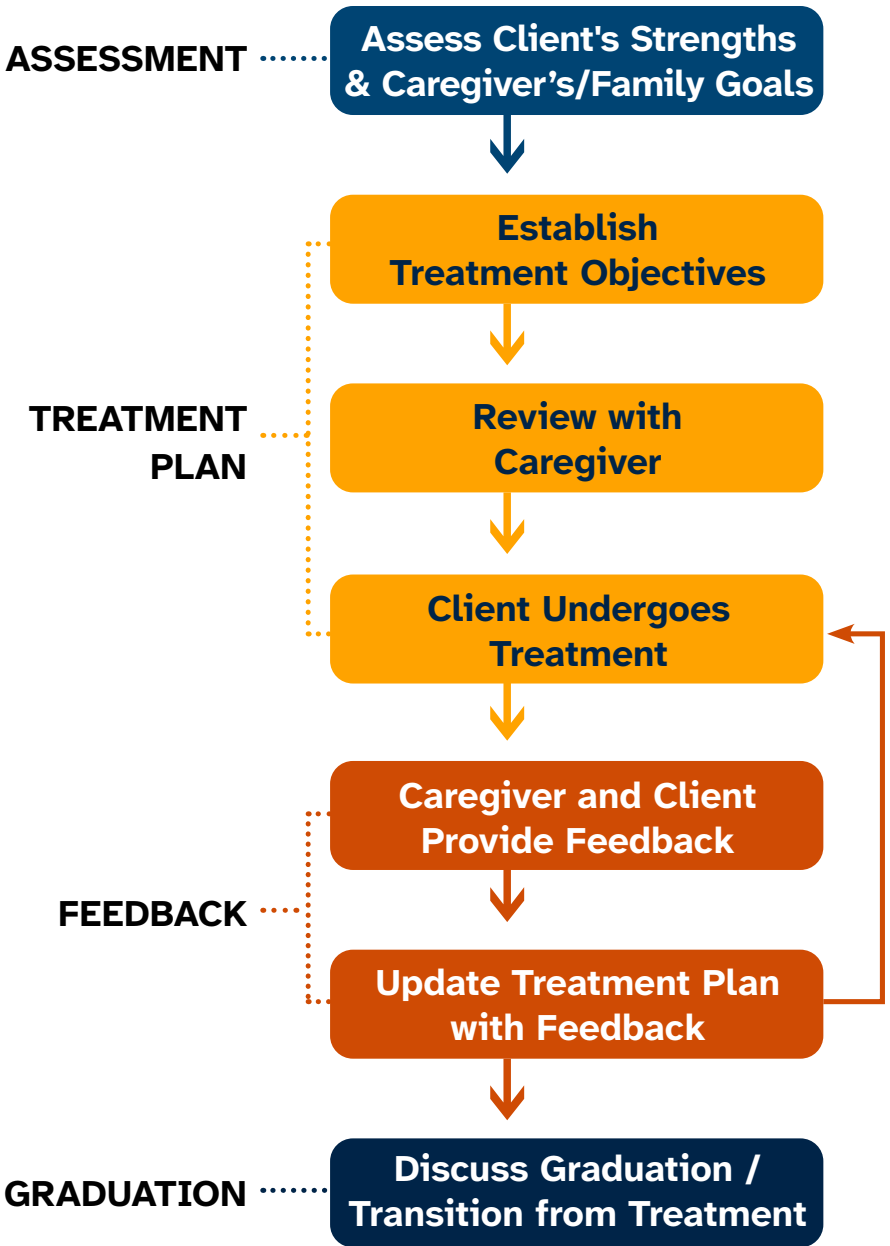 ASSESSMENT
Assess Client's Strengths
& Caregiver’s/Family Goals
TREATMENT
PLAN
Establish
Treatment Objectives
Review with
Caregiver
Client Undergoes
Treatment
FEEDBACK
Caregiver and Client
Provide Feedback
Update Treatment Plan
with Feedback
GRADUATION
Discuss Graduation /
Transition from Treatment